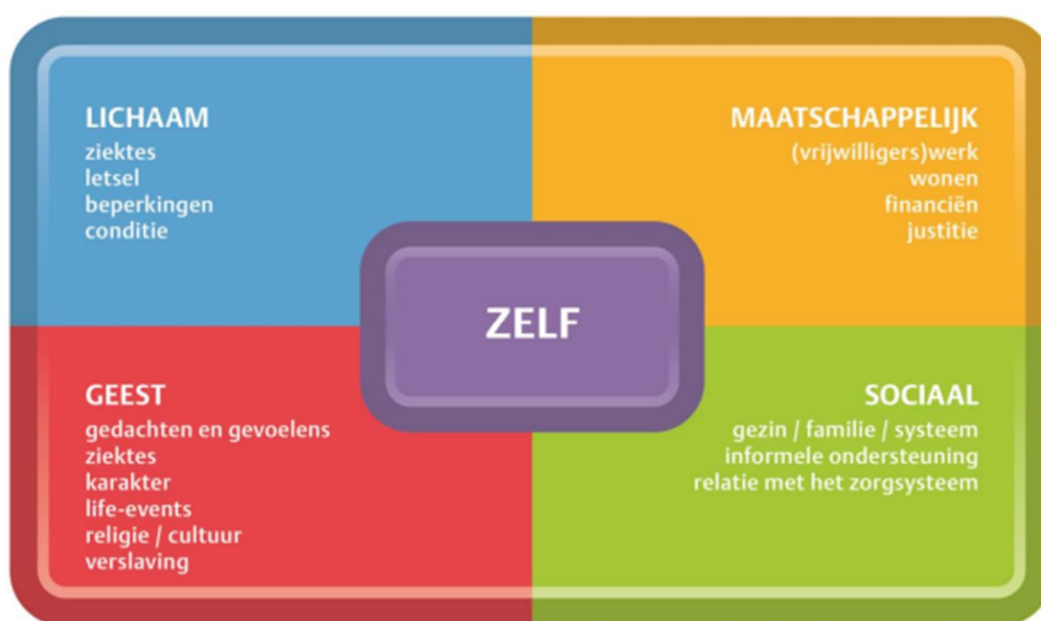 LICHAAM
ziektes
letsel
beperkingen
conditie
MAATSCHAPPELIJK
(vrijwilligers)werk
wonen
financiën
justitie
ZELF
GEEST
gedachten en gevoelens
ziektes
karakter
life-events
religie / cultuur
verslaving
SOCIAAL
gezin / familie / systeem
informele ondersteuning
relatie met het zorgsysteem